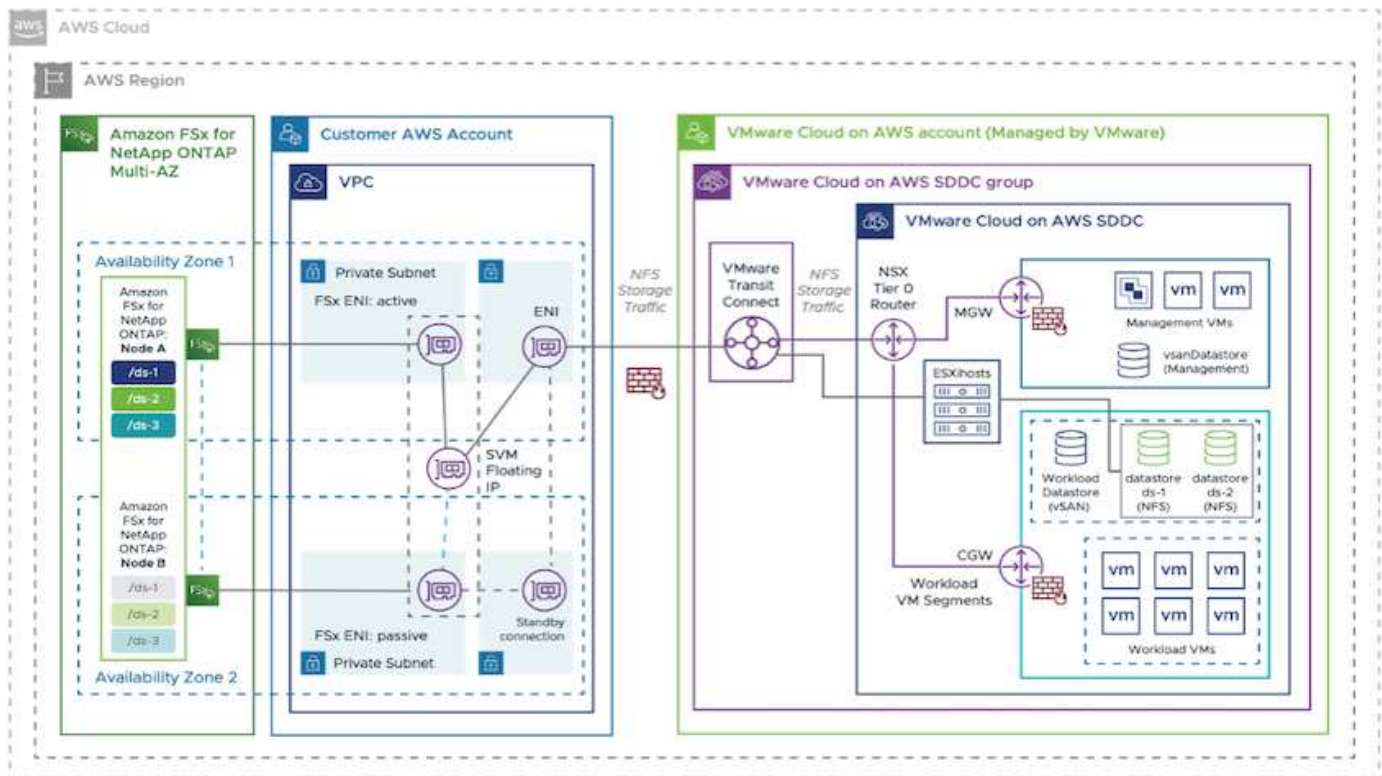 aws
AWS Cloud
AWS Region
FSx
Amazon FSx for
NetApp ONTAP
Multi-AZ
Customer AWS Account
VPC
VMware Cloud on AWS account (Managed by VMware)
VMware Cloud on AWS SDDC group
VMware Cloud on AWS SDDC
Availability Zone 1
Amazon
FSx for
NetApp
ONTAP:
Node A
/ds-1
/ds-2
/ds-3
FSx
Private Subnet
FSx ENI: active
ENI
SVM
Floating
IP
NFS
Storage
Traffic
VMware
Transit
Connect
NFS
Storage
Traffic
NSX
Tier 0
Router
MGW
vm
vm
Management VMs
vsanDatastore
(Management)
ESXihosts
Workload
Datastore
(vSAN)
datastore
ds-1
(NFS)
datastore
ds-2
(NFS)
Amazon
FSx for
NetApp
ONTAP:
Node B
/ds-1
/ds-2
/ds-3
FSx
FSx ENI: passive
Private Subnet
Standby
connection
Availability Zone 2
CGW
Workload
VM Segments
vm
vm
vm
vm
vm
vm
Workload VMs